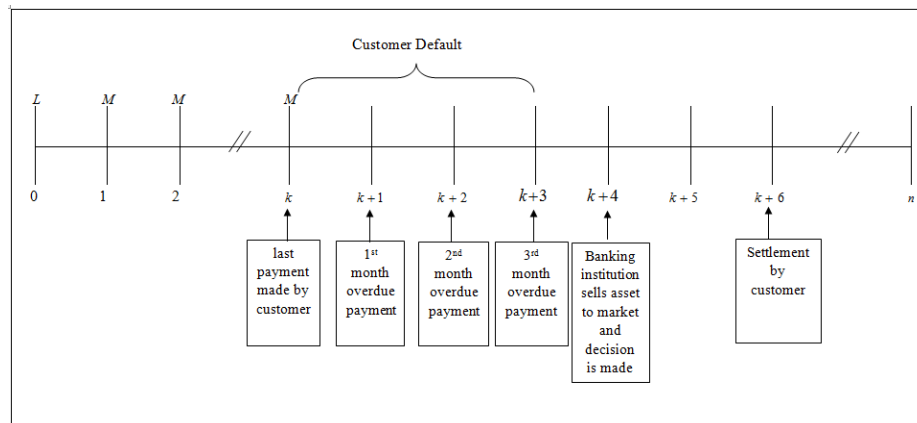 Customer Default
L M M M
0 1 2 k k+1 k+2 k+3 k+4 k+5 k+6 n
last
payment
made by
customer
1st
month
overdue
payment
2nd
month
overdue
payment
3rd
month
overdue
payment
Banking
institution
sells asset
to market
and
decision
is made
Settlement
by
customer